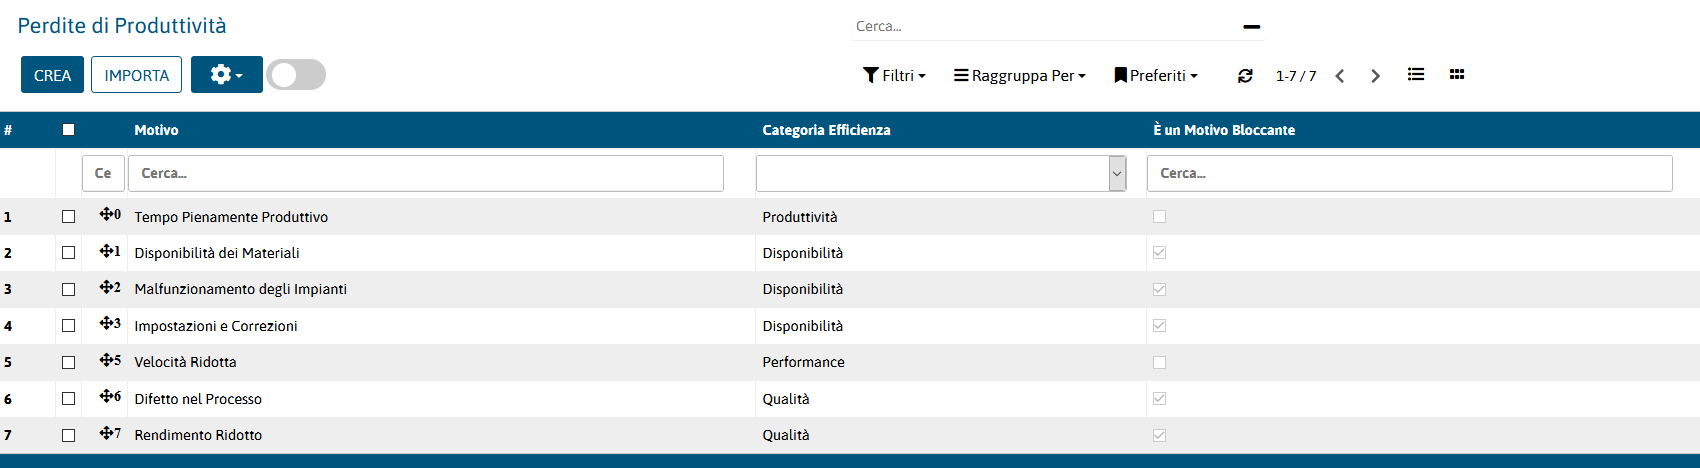 Perdite di Produttività
Cerca...
CREA IMPORTA
Filtri Raggruppa Per Preferiti 1-7 / 7
# Motivo Categoria Efficienza È un Motivo Bloccante
Ce Cerca... Cerca...
1 0 Tempo Pienamente Produttivo Produttività
2 1 Disponibilità dei Materiali Disponibilità
3 2 Malfunzionamento degli Impianti Disponibilità
4 3 Impostazioni e Correzioni Disponibilità
5 5 Velocità Ridotta Performance
6 6 Difetto nel Processo Qualità
7 7 Rendimento Ridotto Qualità